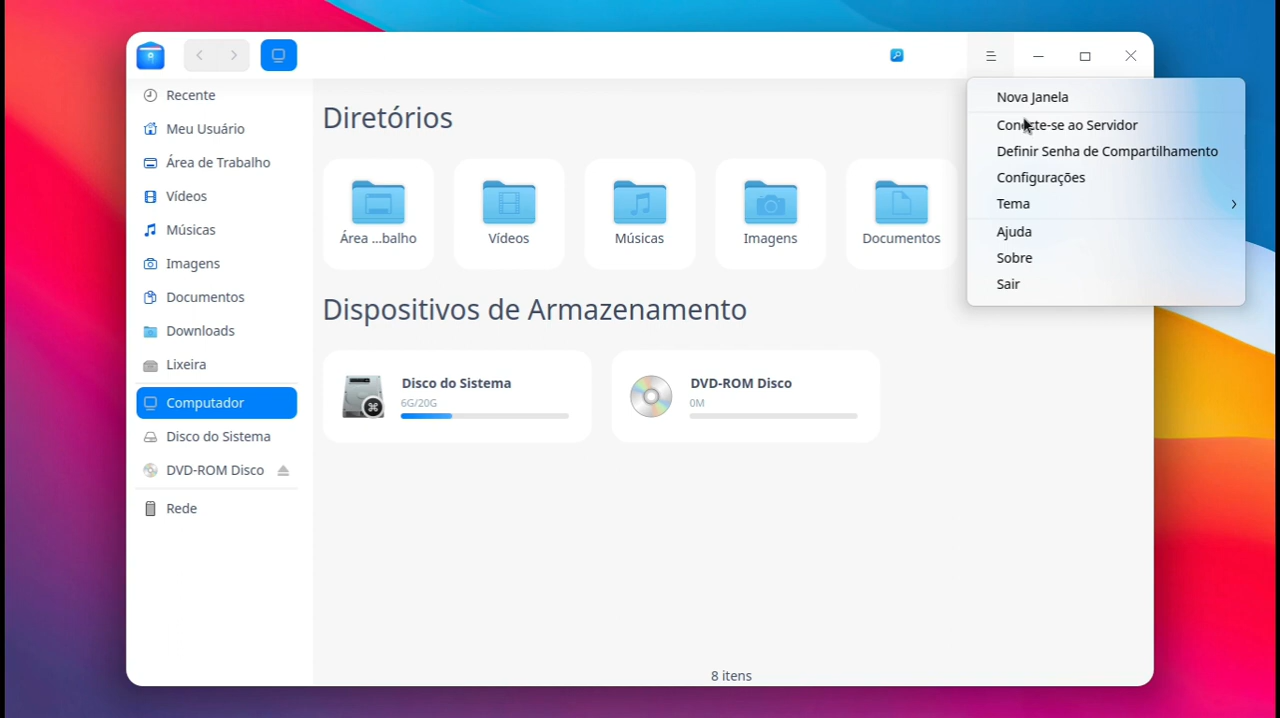 Recente
Meu Usuário
Área de Trabalho
Vídeos
Músicas
Imagens
Documentos
Downloads
Lixeira
Computador
Disco do Sistema
DVD-ROM Disco
Rede
Diretórios
Área ...balho
Vídeos
Músicas
Imagens
Documentos
Dispositivos de Armazenamento
Disco do Sistema
6G/20G
DVD-ROM Disco
0M
8 itens
Nova Janela
Conecte-se ao Servidor
Definir Senha de Compartilhamento
Configurações
Tema
Ajuda
Sobre
Sair